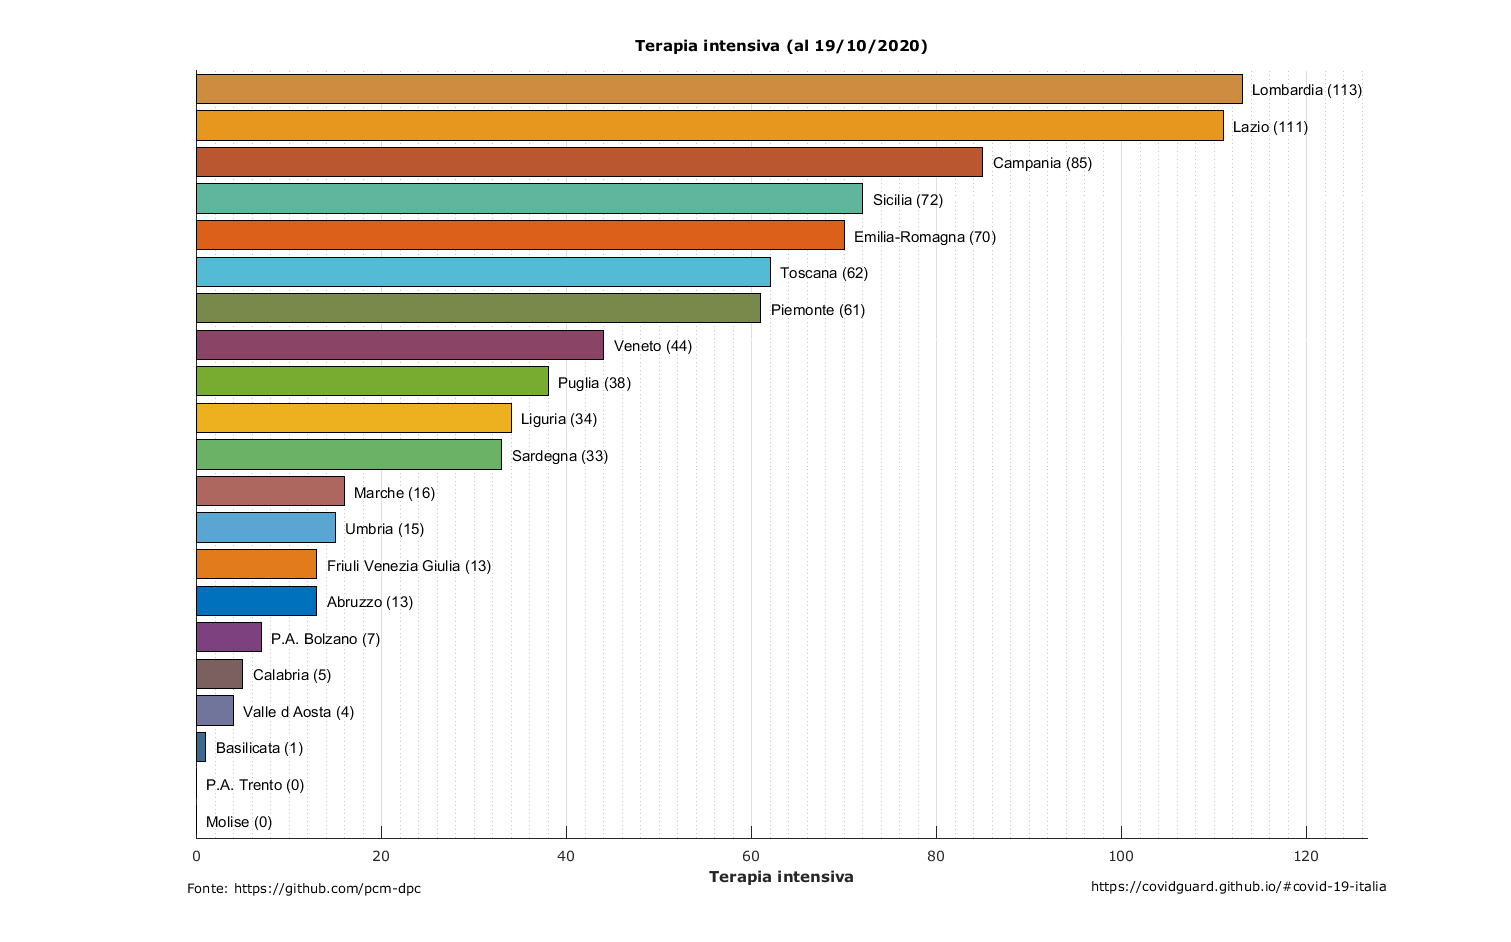 Terapia intensiva (al 19/10/2020)
Lombardia (113)
Lazio (111)
Campania (85)
Sicilia (72)
Emilia-Romagna (70)
Toscana (62)
Piemonte (61)
Veneto (44)
Puglia (38)
Liguria (34)
Sardegna (33)
Marche (16)
Umbria (15)
Friuli Venezia Giulia (13)
Abruzzo (13)
P.A. Bolzano (7)
Calabria (5)
Valle d Aosta (4)
Basilicata (1)
P.A. Trento (0)
Molise (0)
0 20 40 60 80 100 120
Terapia intensiva
Fonte: https://github.com/pcm-dpc
https://covidguard.github.io/#covid-19-italia